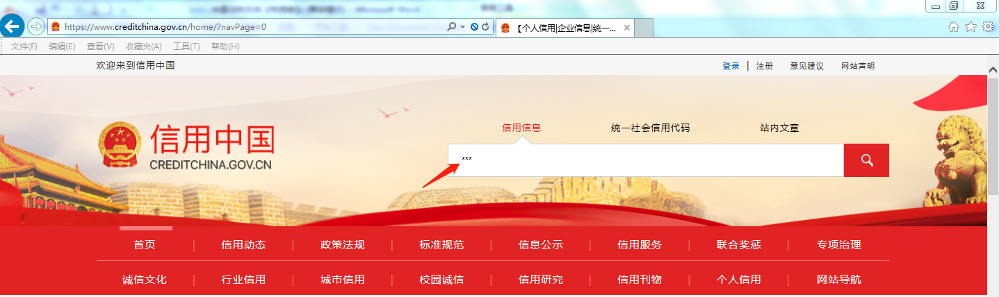 https://www.creditchina.gov.cn/home/?navPage=0
【个人信用|企业信息|统一...
文件(F) 编辑(E) 查看(V) 收藏夹(A) 工具(T) 帮助(H)
欢迎来到信用中国
登录 | 注册 意见建议 网站声明
信用中国
CREDITCHINA.GOV.CN
信用信息 统一社会信用代码 站内文章
***
首页 | 信用动态 | 政策法规 | 标准规范 | 信息公示 | 信用服务 | 联合奖惩 | 专项治理
诚信文化 | 行业信用 | 城市信用 | 校园诚信 | 信用研究 | 信用刊物 | 个人信用 | 网站导航